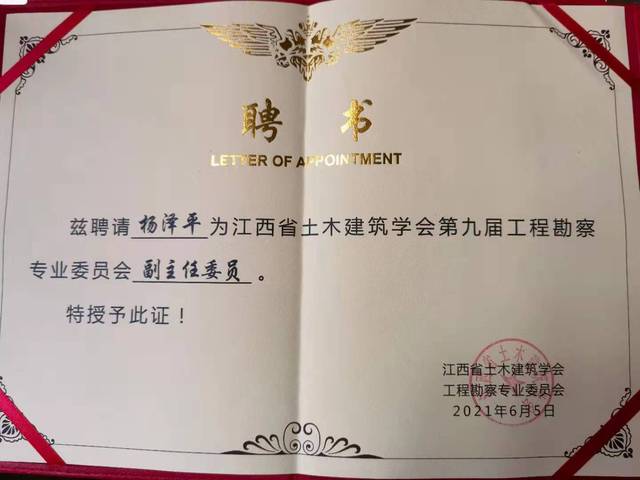 聘书
LETTER OF APPOINTMENT
兹聘请杨泽平为江西省土木建筑学会第九届工程勘察
专业委员会副主任委员。
特授予此证！
江西省土木建筑学会
工程勘察专业委员会
2021年6月5日